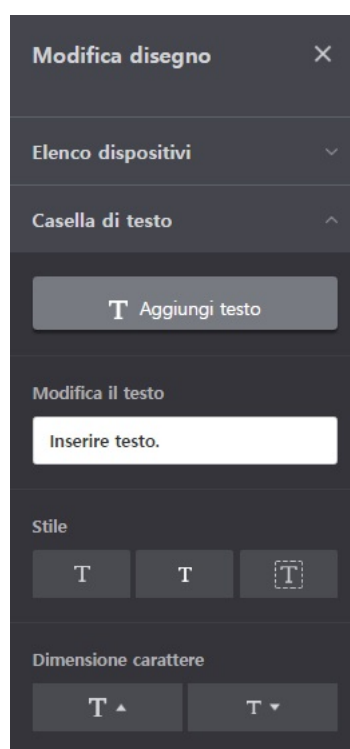 Modifica disegno
Elenco dispositivi
Casella di testo
T Aggiungi testo
Modifica il testo
Inserire testo.
Stile
T T T
Dimensione carattere
T T